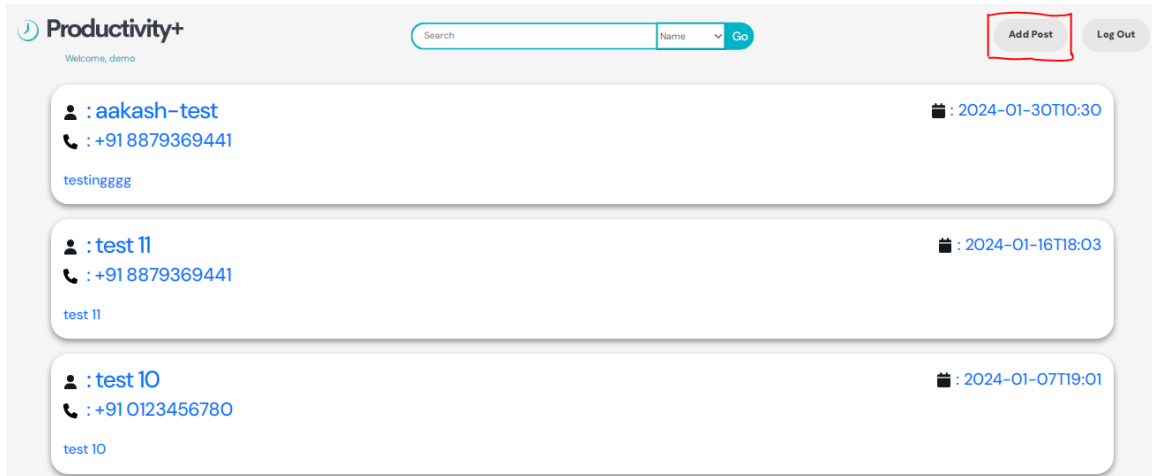 Productivity+
Welcome, demo
Search
Name
Go
Add Post
Log Out
: aakash-test
: 2024-01-30T10:30
: +91 8879369441
testingggg
: test 11
: 2024-01-16T18:03
: +91 8879369441
test 11
: test 10
: 2024-01-07T19:01
: +91 0123456780
test 10